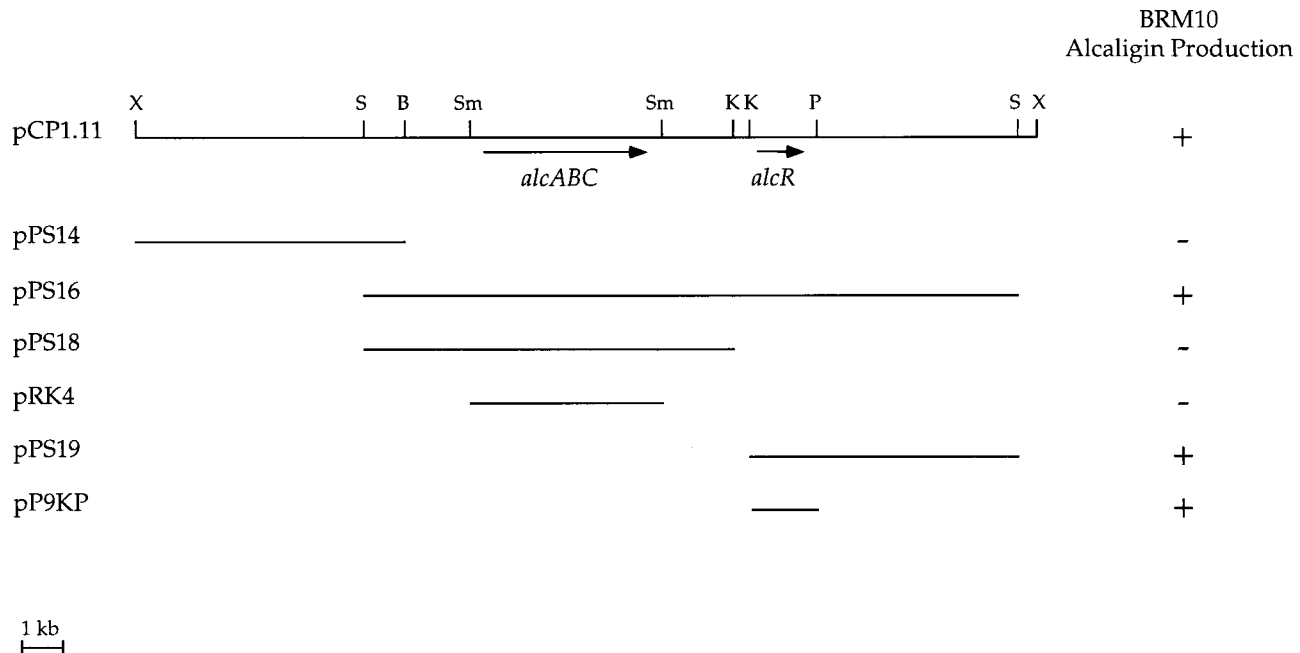 BRM10
Alcaligin Production
X S B Sm Sm K K P S X
pCP1.11 +
alcABC alcR
pPS14 -
pPS16 +
pPS18 -
pRK4 -
pPS19 +
pP9KP +
1 kb